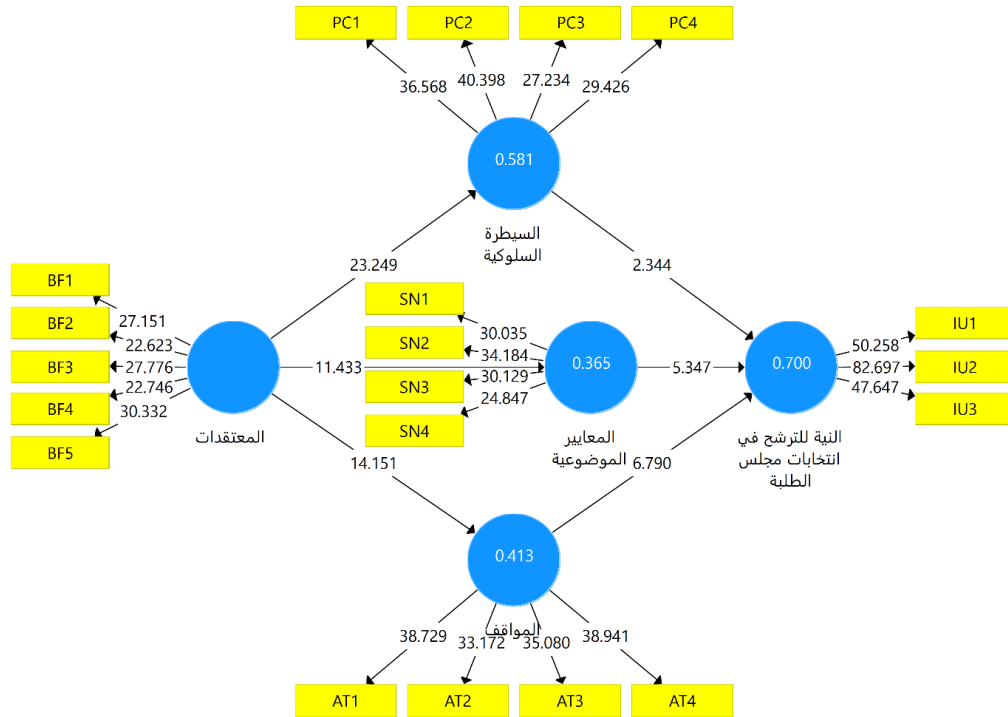 PC1
PC2
PC3
PC4
36.568
40.398
27.234
29.426
0.581
السيطرة
السلوكية
23.249
2.344
BF1
BF2
BF3
BF4
BF5
27.151
22.623
27.776
22.746
30.332
المعتقدات
11.433
SN1
SN2
SN3
SN4
30.035
34.184
30.129
24.847
0.365
المعايير
الموضوعية
5.347
0.700
النية للترشح في
انتخابات مجلس
الطلبة
50.258
82.697
47.647
IU1
IU2
IU3
14.151
6.790
0.413
المواقف
38.729
33.172
35.080
38.941
AT1
AT2
AT3
AT4